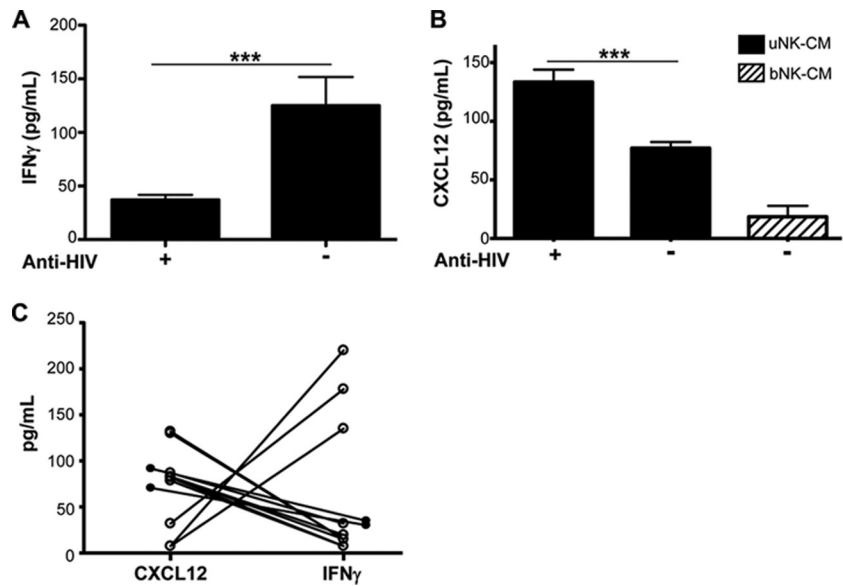 A
IFNγ (pg/mL)
200
150
100
50
0
***
Anti-HIV
+
-
B
CXCL12 (pg/mL)
150
100
50
0
***
uNK-CM
bNK-CM
Anti-HIV
+
-
-
C
pg/mL
250
200
150
100
50
0
CXCL12
IFNγ